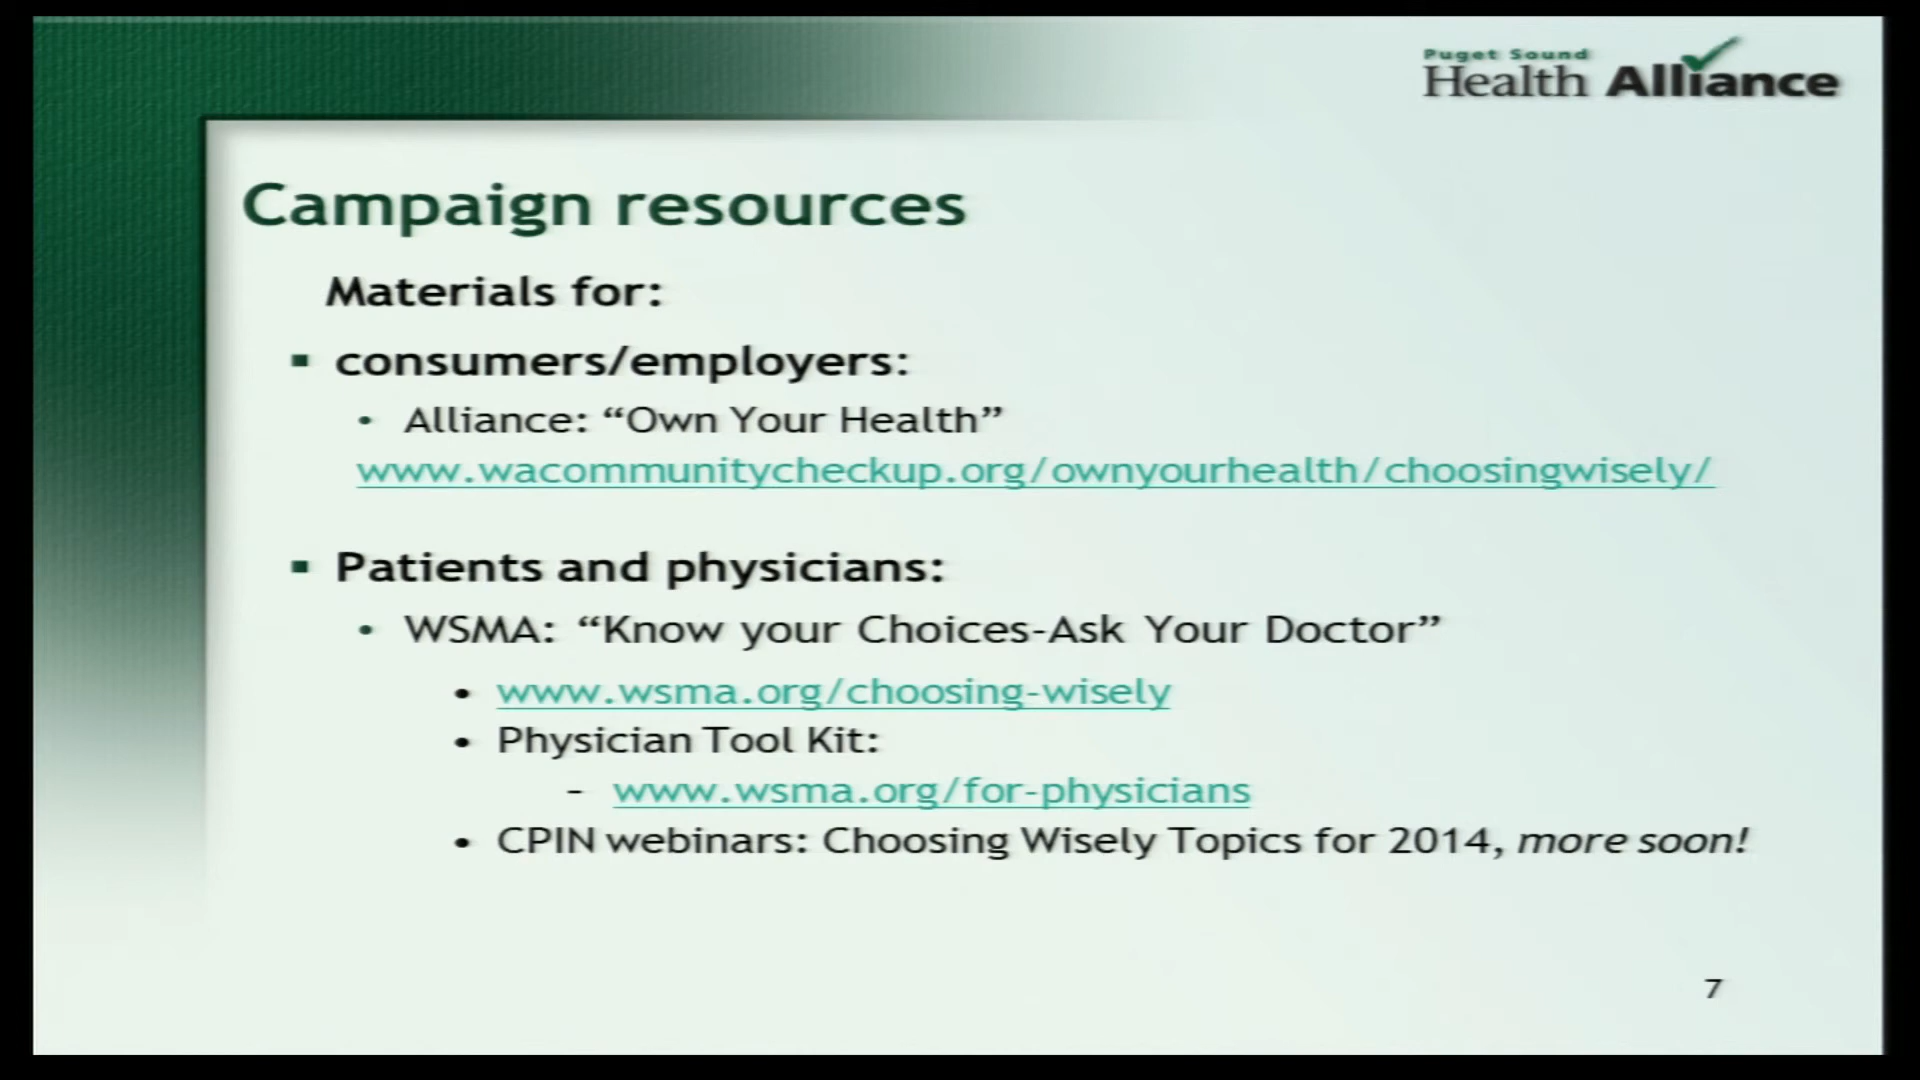 Puget Sound
Health Alliance
Campaign resources
Materials for:
▪ consumers/employers:
• Alliance: “Own Your Health”
www.wacommunitycheckup.org/ownyourhealth/choosingwisely/
▪ Patients and physicians:
• WSMA: “Know your Choices-Ask Your Doctor”
• www.wsma.org/choosing-wisely
• Physician Tool Kit:
- www.wsma.org/for-physicians
• CPIN webinars: Choosing Wisely Topics for 2014, more soon!
7